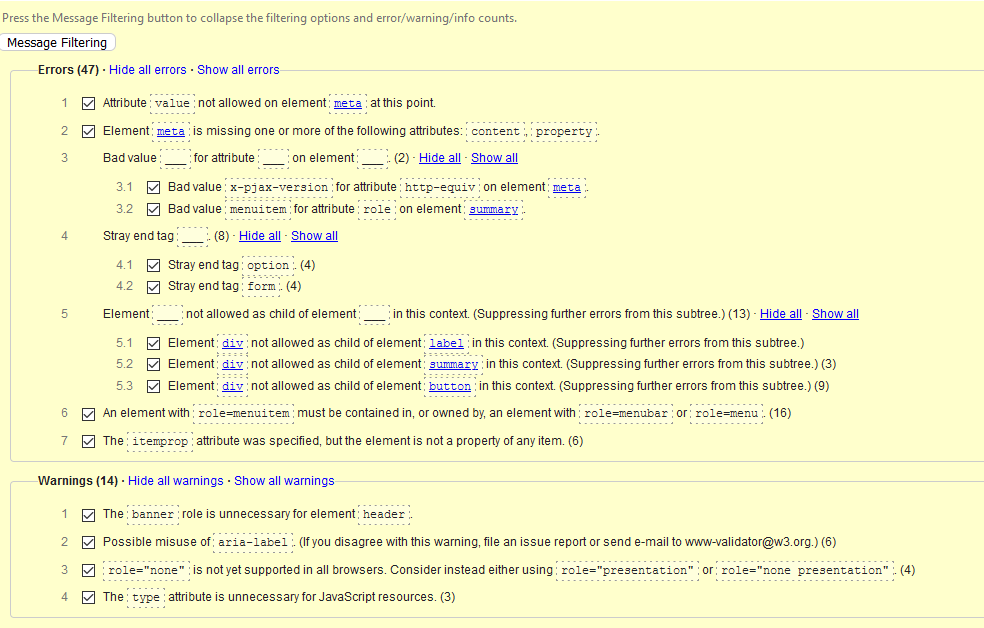 Press the Message Filtering button to collapse the filtering options and error/warning/info counts.
Message Filtering
Errors (47) · Hide all errors · Show all errors
1 Attribute value not allowed on element meta at this point.
2 Element meta is missing one or more of the following attributes: content, property.
3 Bad value ___ for attribute ___ on element ___. (2) · Hide all · Show all
3.1 Bad value x-pjax-version for attribute http-equiv on element meta.
3.2 Bad value menuitem for attribute role on element summary.
4 Stray end tag ___. (8) · Hide all · Show all
4.1 Stray end tag option. (4)
4.2 Stray end tag form. (4)
5 Element ___ not allowed as child of element ___ in this context. (Suppressing further errors from this subtree.) (13) · Hide all · Show all
5.1 Element div not allowed as child of element label in this context. (Suppressing further errors from this subtree.)
5.2 Element div not allowed as child of element summary in this context. (Suppressing further errors from this subtree.) (3)
5.3 Element div not allowed as child of element button in this context. (Suppressing further errors from this subtree.) (9)
6 An element with role=menuitem must be contained in, or owned by, an element with role=menubar or role=menu. (16)
7 The itemprop attribute was specified, but the element is not a property of any item. (6)
Warnings (14) · Hide all warnings · Show all warnings
1 The banner role is unnecessary for element header.
2 Possible misuse of aria-label. (If you disagree with this warning, file an issue report or send e-mail to www-validator@w3.org.) (6)
3 role="none" is not yet supported in all browsers. Consider instead either using role="presentation" or role="none presentation". (4)
4 The type attribute is unnecessary for JavaScript resources. (3)